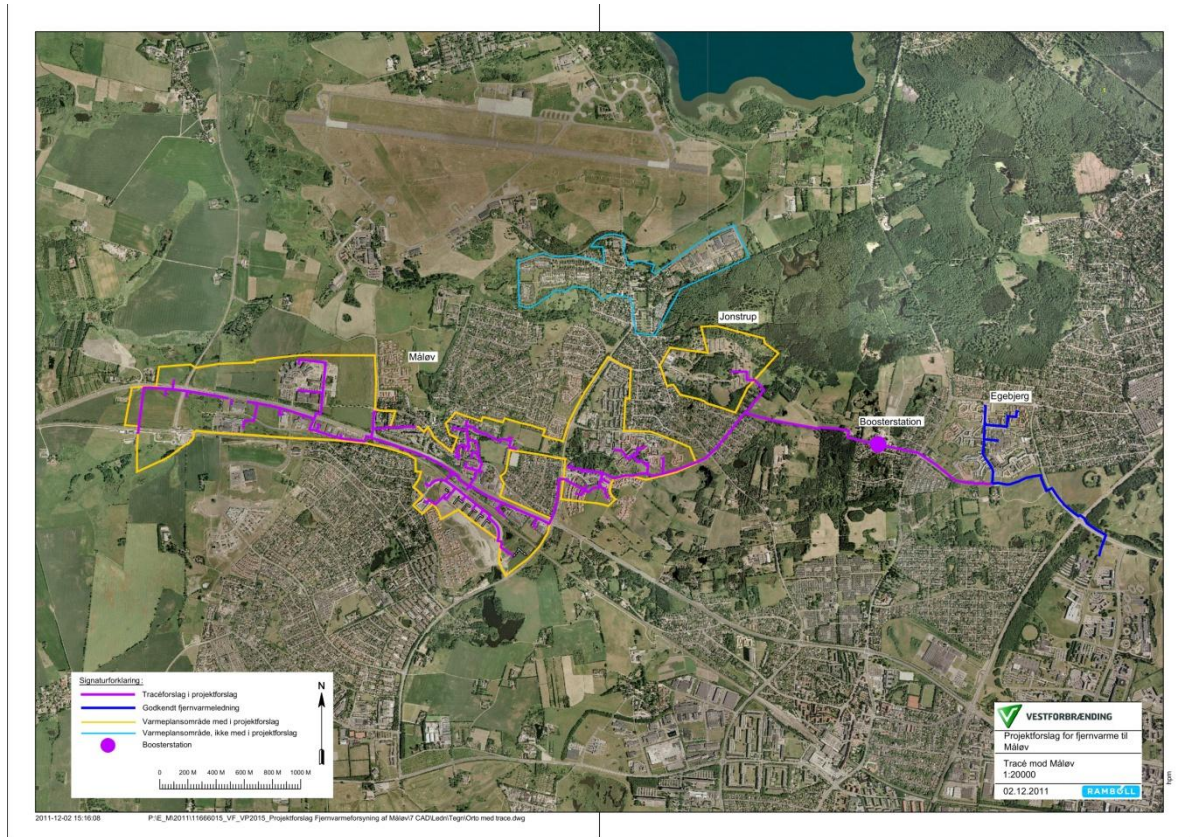 Jonstrup
Måløv
Egebjerg
Boosterstation
Signaturforklaring:
Tracéforslag i projektforslag
Godkendt fjernvarmeledning
Varmeplansområde med i projektforslag
Varmeplansområde, ikke med i projektforslag
Boosterstation
N
0 200 M 400 M 600 M 800 M 1000 M
VESTFORBRÆNDING
Projektforslag for fjernvarme til
Måløv
Tracé mod Måløv
1:20000
02.12.2011
RAMBØLL
hpm
2011-12-02 15:16:08 P:\E_M\2011\11666015_VF_VP2015_Projektforslag Fjernvarmeforsyning af Måløv\7 CAD\Ledn\Tegn\Orto med trace.dwg